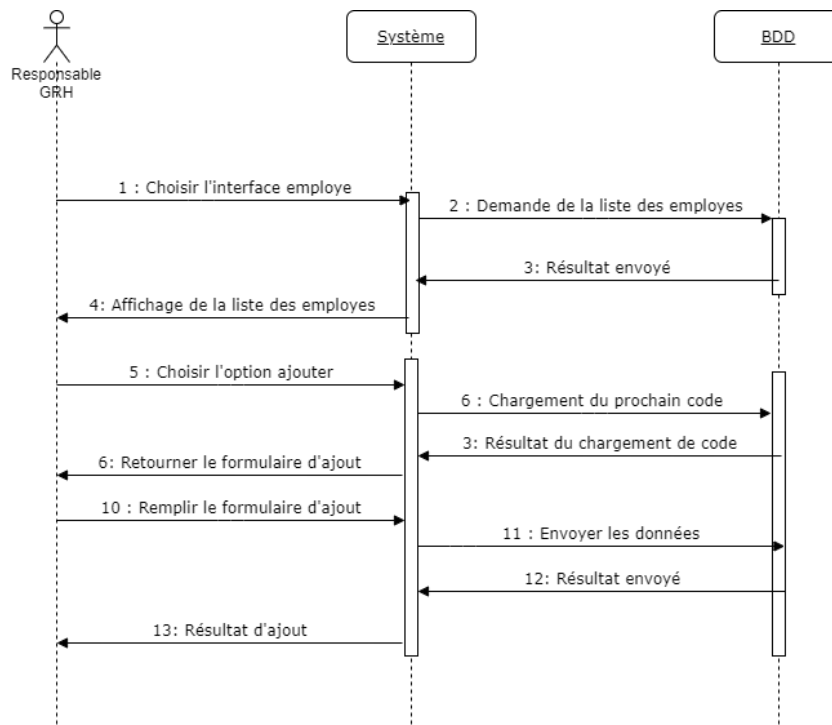 Système
BDD
Responsable
GRH
1 : Choisir l'interface employe
2 : Demande de la liste des employes
3: Résultat envoyé
4: Affichage de la liste des employes
5 : Choisir l'option ajouter
6 : Chargement du prochain code
3: Résultat du chargement de code
6: Retourner le formulaire d'ajout
10 : Remplir le formulaire d'ajout
11 : Envoyer les données
12: Résultat envoyé
13: Résultat d'ajout